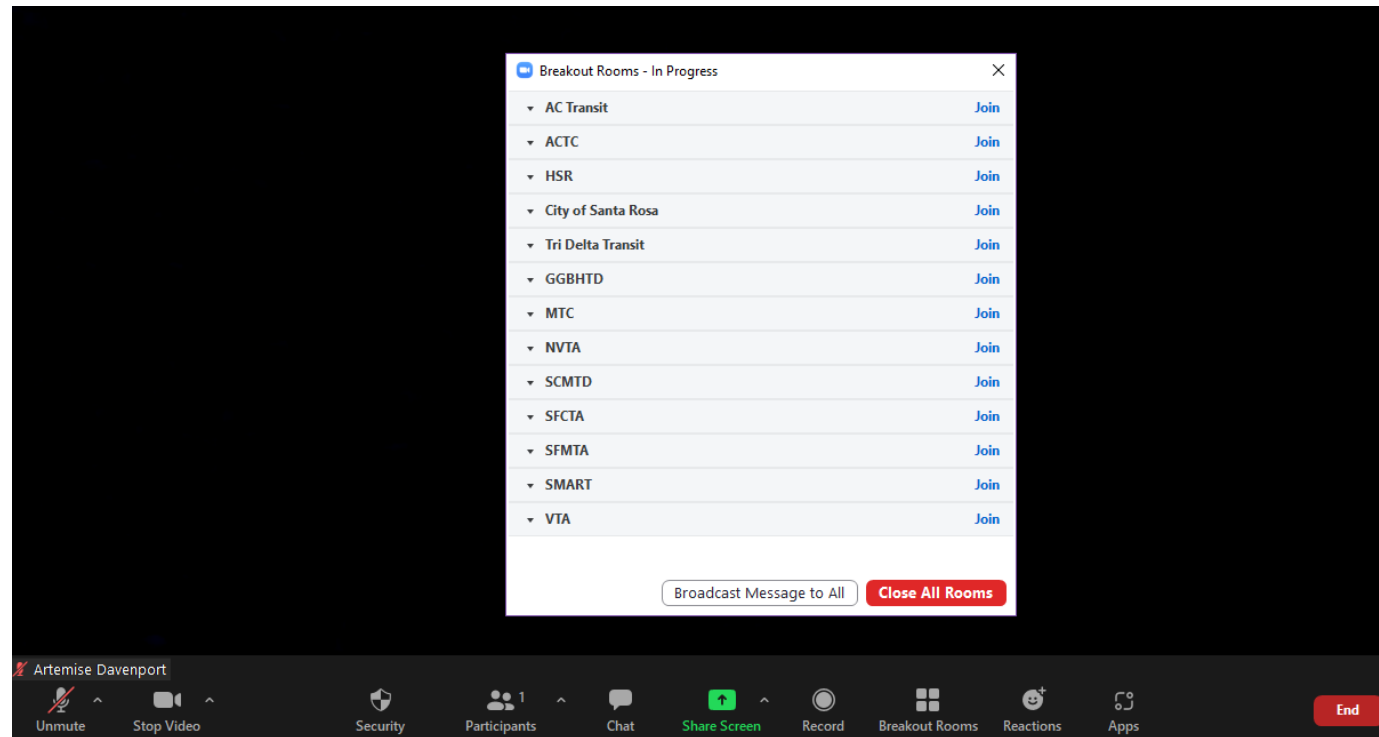 Breakout Rooms - In Progress
AC Transit Join
ACTC Join
HSR Join
City of Santa Rosa Join
Tri Delta Transit Join
GGBHTD Join
MTC Join
NVTA Join
SCMTD Join
SFCTA Join
SFMTA Join
SMART Join
VTA Join
Broadcast Message to All Close All Rooms
Artemise Davenport
1
Unmute Stop Video Security Participants Chat Share Screen Record Breakout Rooms Reactions Apps End